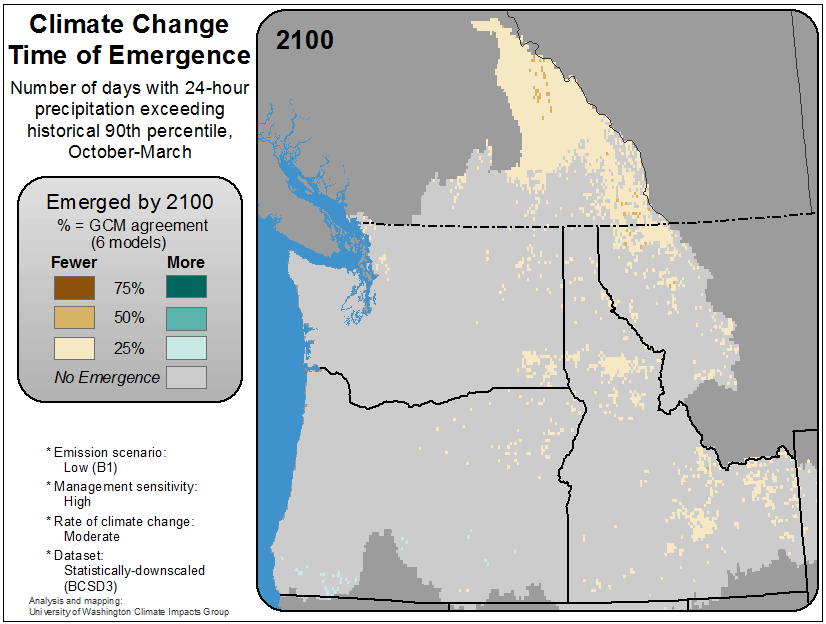 Climate Change
Time of Emergence
Number of days with 24-hour
precipitation exceeding
historical 90th percentile,
October-March
2100
Emerged by 2100
% = GCM agreement
(6 models)
Fewer More
75%
50%
25%
No Emergence
* Emission scenario:
Low (B1)
* Management sensitivity:
High
* Rate of climate change:
Moderate
* Dataset:
Statistically-downscaled
(BCSD3)
Analysis and mapping:
University of Washington Climate Impacts Group